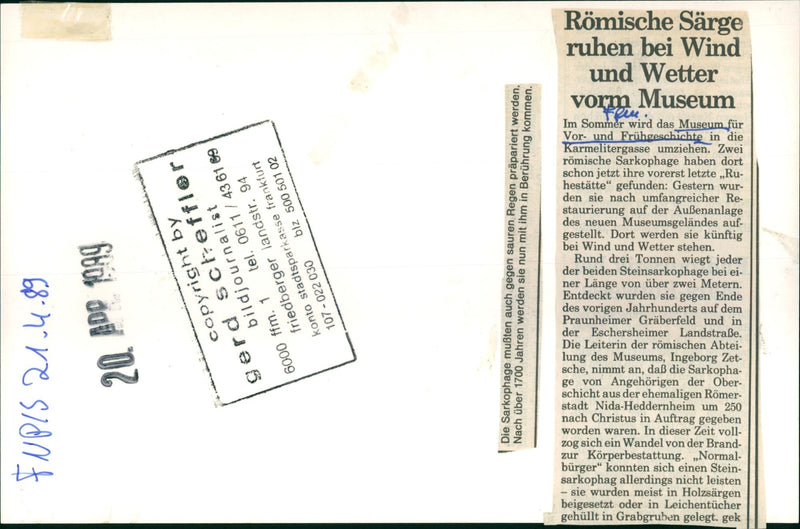 Römische Särge
ruhen bei Wind
und Wetter
vorm Museum
Ffm.
Im Sommer wird das Museum für
Vor- und Frühgeschichte in die
Karmelitergasse umziehen. Zwei
römische Sarkophage haben dort
schon jetzt ihre vorerst letzte „Ru-
hestätte“ gefunden: Gestern wur-
den sie nach umfangreicher Re-
staurierung auf der Außenanlage
des neuen Museumsgeländes auf-
gestellt. Dort werden sie künftig
bei Wind und Wetter stehen.
Rund drei Tonnen wiegt jeder
der beiden Steinsarkophage bei ei-
ner Länge von über zwei Metern.
Entdeckt wurden sie gegen Ende
des vorigen Jahrhunderts auf dem
Praunheimer Gräberfeld und in
der Eschersheimer Landstraße.
Die Leiterin der römischen Abtei-
lung des Museums, Ingeborg Zet-
sche, nimmt an, daß die Sarkopha-
ge von Angehörigen der Ober-
schicht aus der ehemaligen Römer-
stadt Nida-Heddernheim um 250
nach Christus in Auftrag gegeben
worden waren. In dieser Zeit voll-
zog sich ein Wandel von der Brand-
zur Körperbestattung. „Normal-
bürger“ konnten sich einen Stein-
sarkophag allerdings nicht leisten
– sie wurden meist in Holzsärgen
beigesetzt oder in Leichentücher
gehüllt in Grabgruben gelegt. gek
Die Sarkophage mußten auch gegen sauren Regen präpariert werden.
Nach über 1700 Jahren werden sie nun mit ihm in Berührung kommen.
copyright by
gerd scheffler
bildjournalist
tel. 0611 / 4361
6000 ffm. 1
friedberger landstr. 94
konto stadtsparkasse frankfurt
107-022 030 blz 500 501 02
20. APR 1989
FNP/S 21.4.89